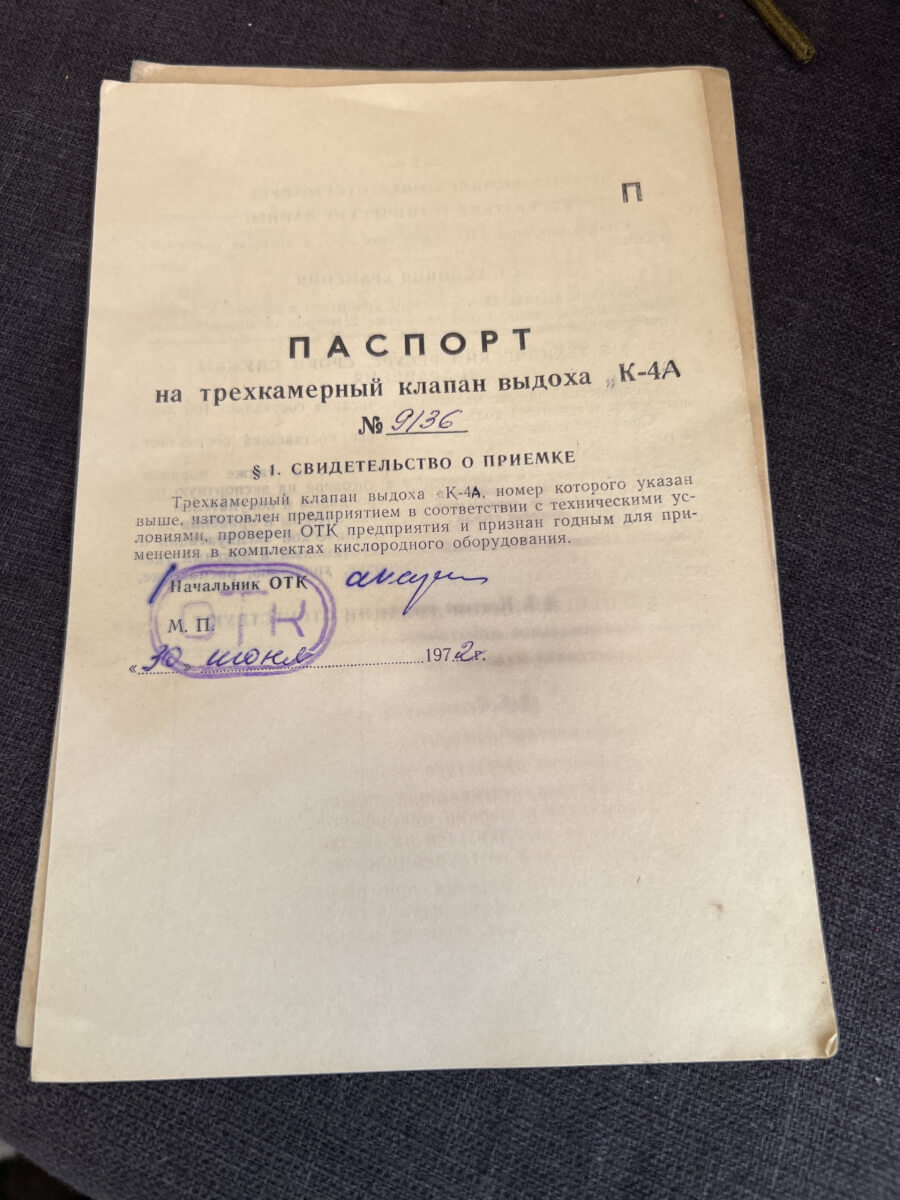 П
ПАСПОРТ
на трехкамерный клапан выдоха „К-4А
№ 9136
§ 1. СВИДЕТЕЛЬСТВО О ПРИЕМКЕ
Трехкамерный клапан выдоха «К-4А, номер которого указан
выше, изготовлен предприятием в соответствии с техническими ус-
ловиями, проверен ОТК предприятия и признан годным для при-
менения в комплектах кислородного оборудования.
Начальник ОТК
ОТК
М. П.
«30» июня 1972г.